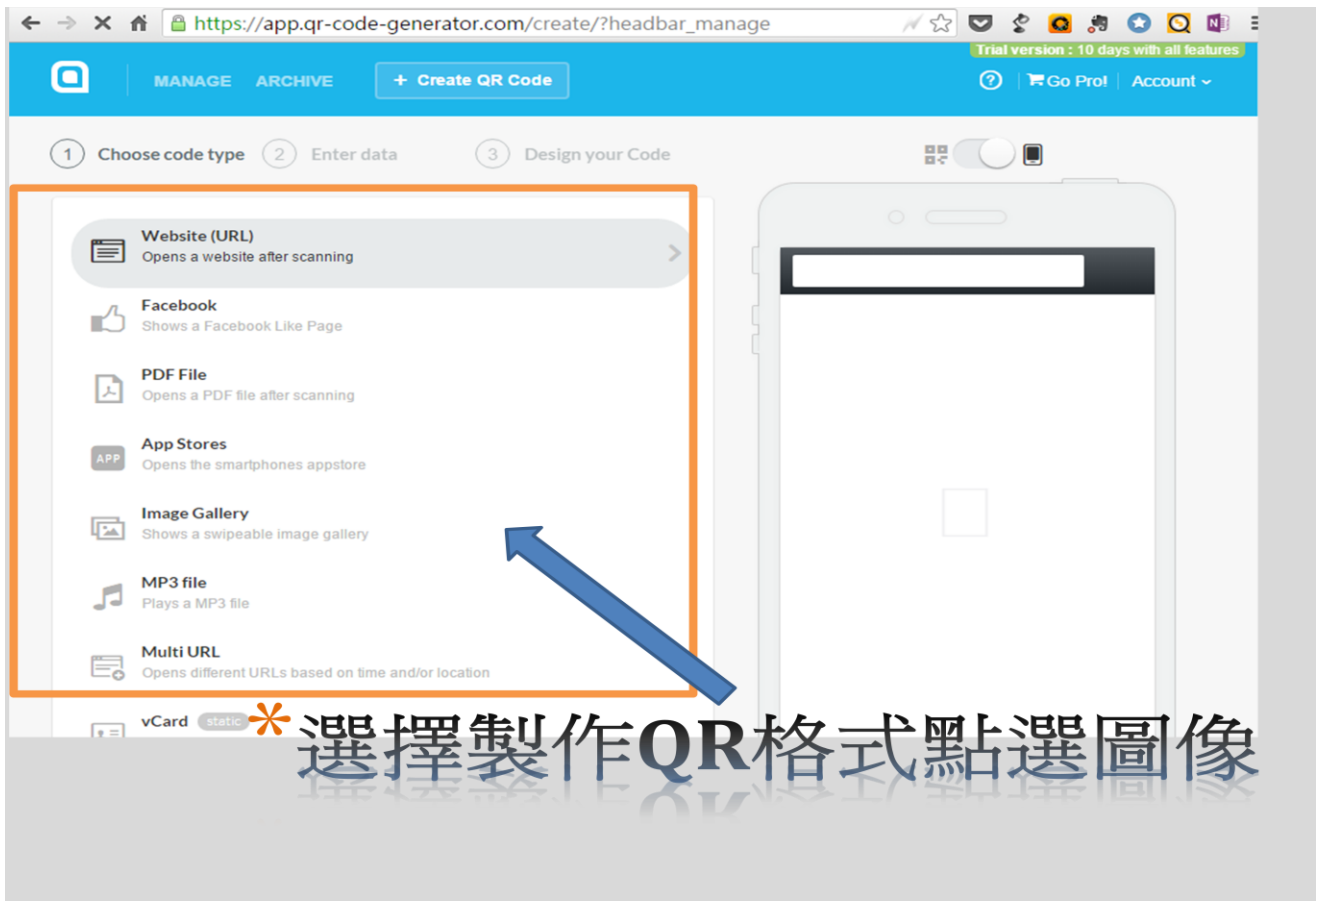 https://app.qr-code-generator.com/create/?headbar_manage
Trial version : 10 days with all features
MANAGE ARCHIVE + Create QR Code ? Go Pro! Account
1 Choose code type 2 Enter data 3 Design your Code
Website (URL)
Opens a website after scanning
Facebook
Shows a Facebook Like Page
PDF File
Opens a PDF file after scanning
APP
App Stores
Opens the smartphones appstore
Image Gallery
Shows a swipeable image gallery
MP3 file
Plays a MP3 file
Multi URL
Opens different URLs based on time and/or location
vCard static
*選擇製作QR格式點選圖像